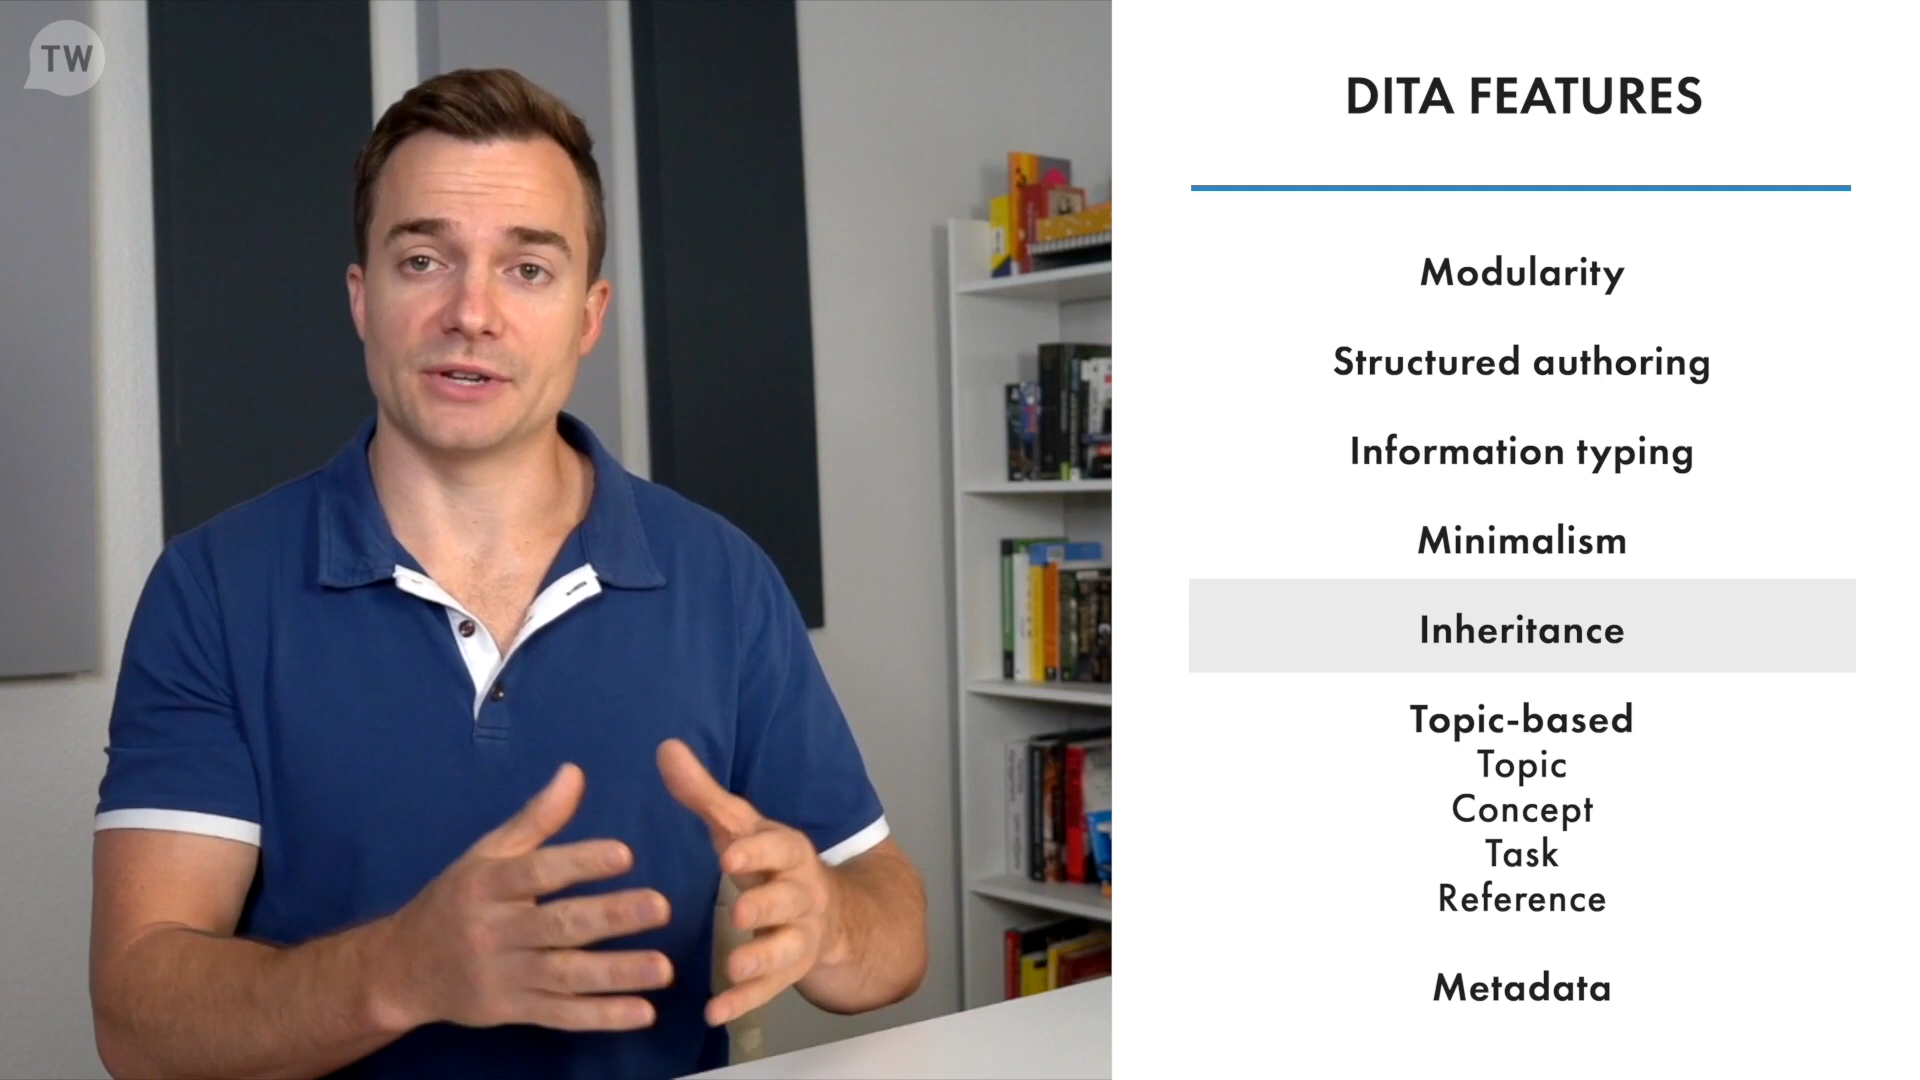 TW
DITA FEATURES
Modularity
Structured authoring
Information typing
Minimalism
Inheritance
Topic-based
Topic
Concept
Task
Reference
Metadata